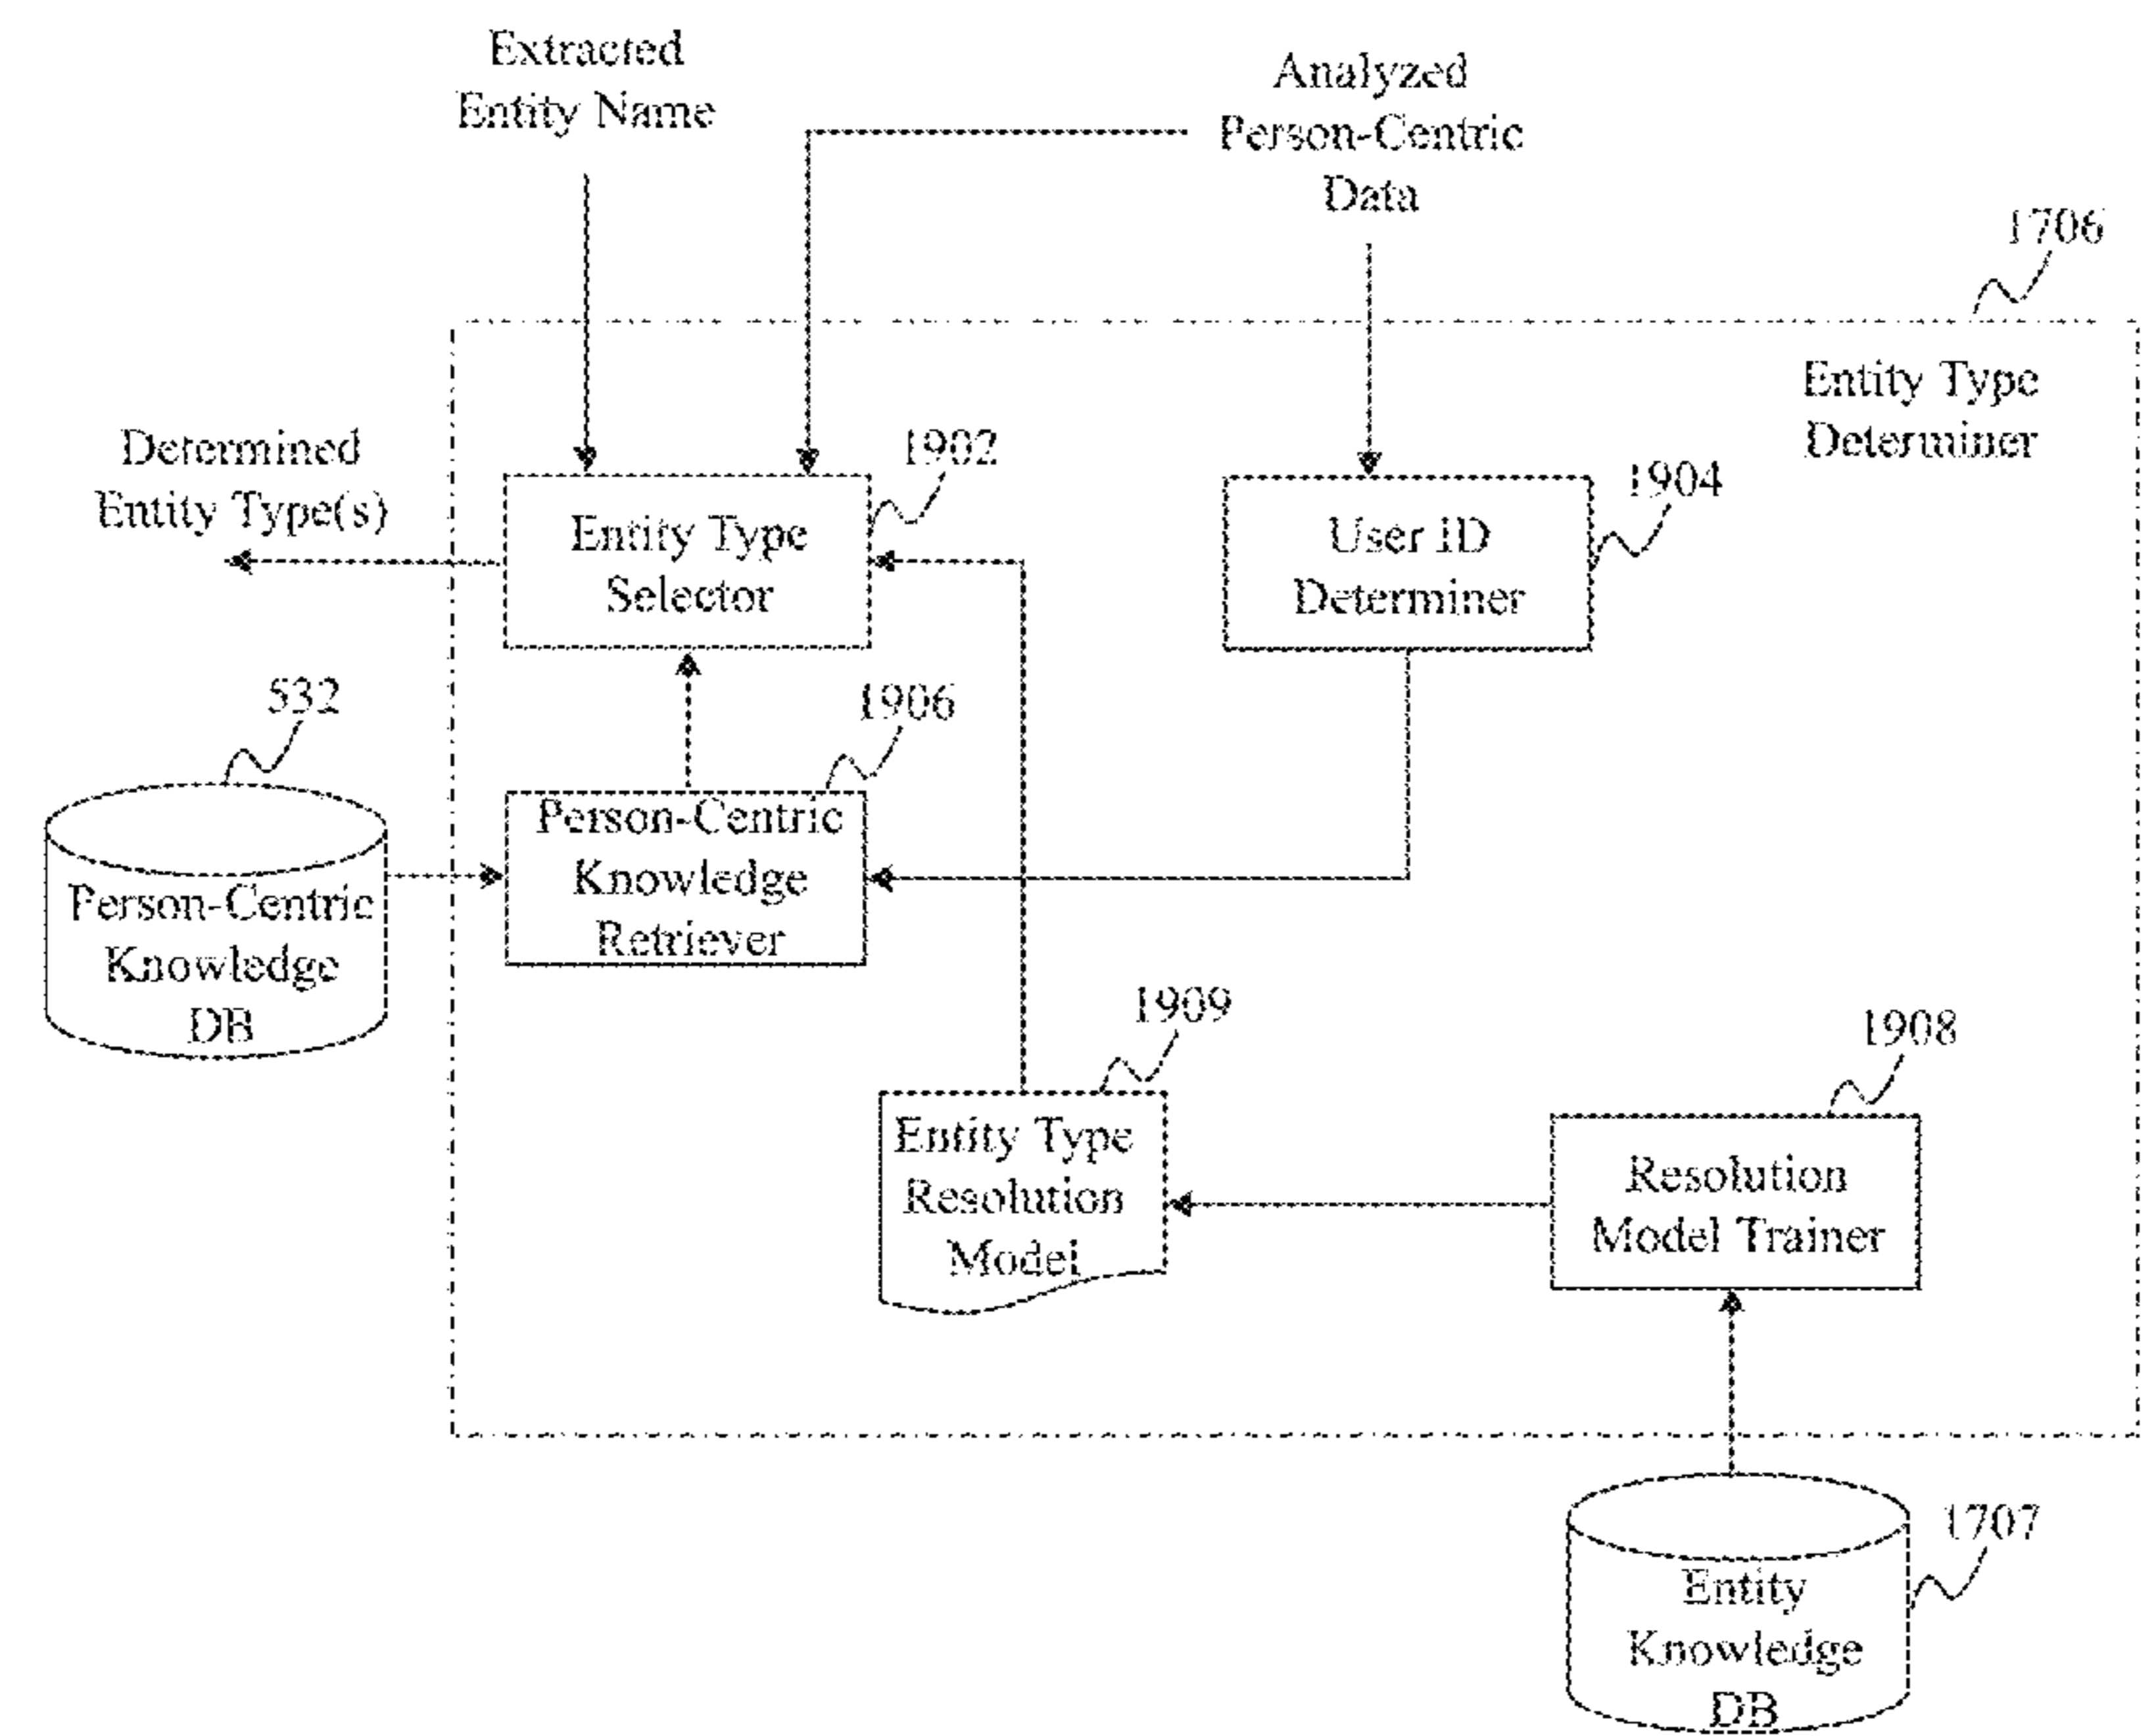 Extracted
Entity Name
Analyzed
Person-Centric
Data
1706
Entity Type
Determiner
Determined
Entity Type(s)
1902
Entity Type
Selector
1904
User ID
Determiner
532
Person-Centric
Knowledge
DB
1906
Person-Centric
Knowledge
Retriever
1909
Entity Type
Resolution
Model
1908
Resolution
Model Trainer
1707
Entity
Knowledge
DB